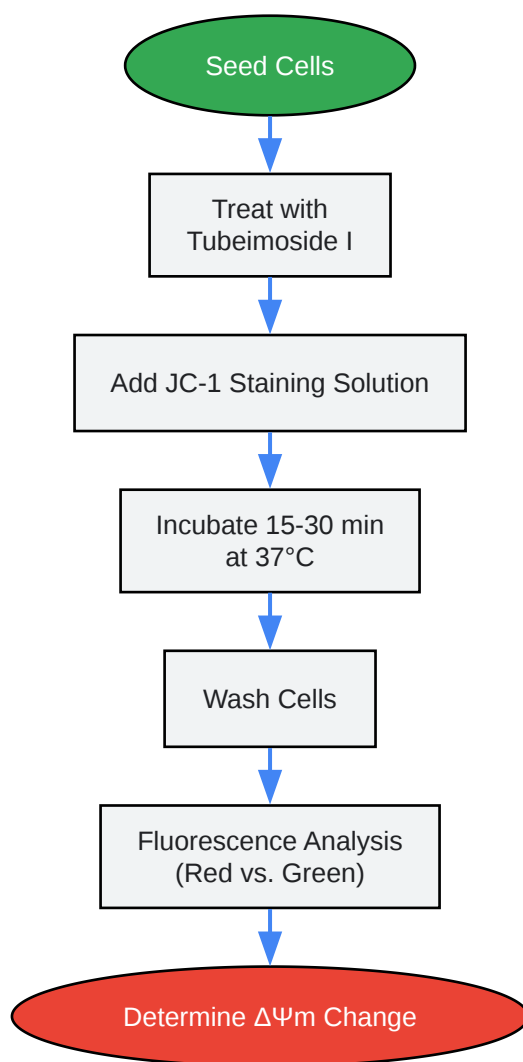 Seed Cells
Treat with
Tubeimoside I
Add JC-1 Staining Solution
Incubate 15-30 min
at 37°C
Wash Cells
Fluorescence Analysis
(Red vs. Green)
Determine ΔΨm Change